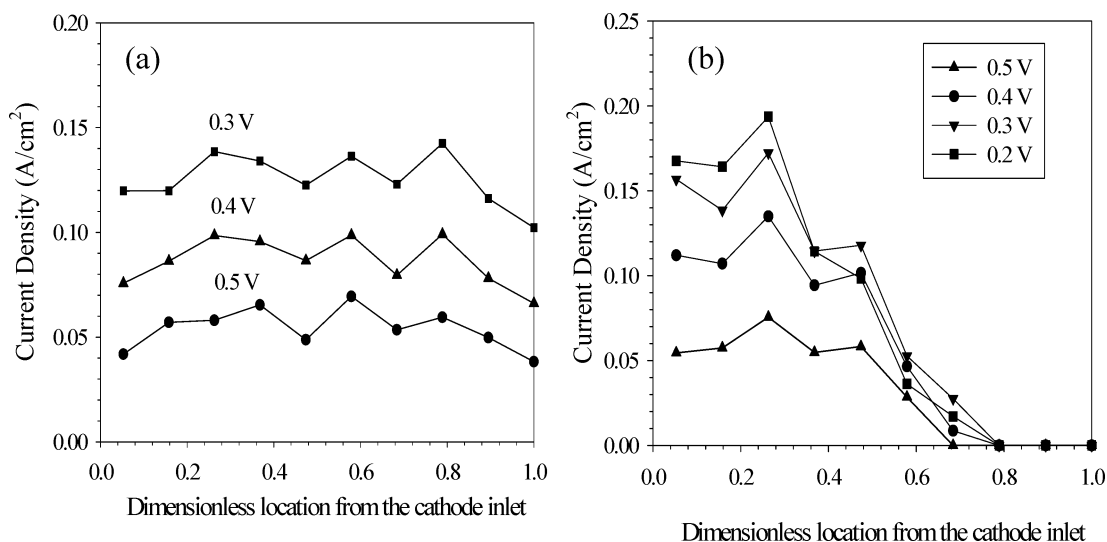 (a)
0.20
0.15
0.10
0.05
0.00
Current Density (A/cm²)
0.3 V
0.4 V
0.5 V
0.0 0.2 0.4 0.6 0.8 1.0
Dimensionless location from the cathode inlet
(b)
0.25
0.20
0.15
0.10
0.05
0.00
Current Density (A/cm²)
0.5 V
0.4 V
0.3 V
0.2 V
0.0 0.2 0.4 0.6 0.8 1.0
Dimensionless location from the cathode inlet